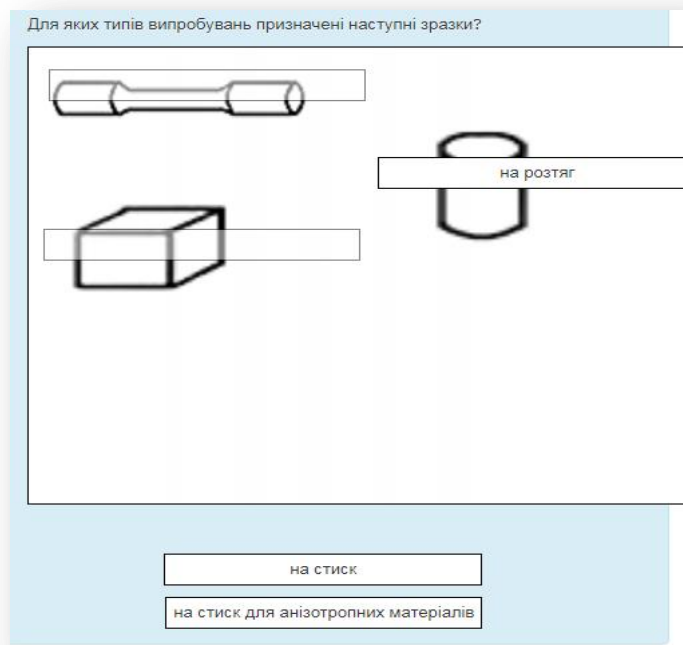 Для яких типів випробувань призначені наступні зразки?
на розтяг
на стиск
на стиск для анізотропних матеріалів